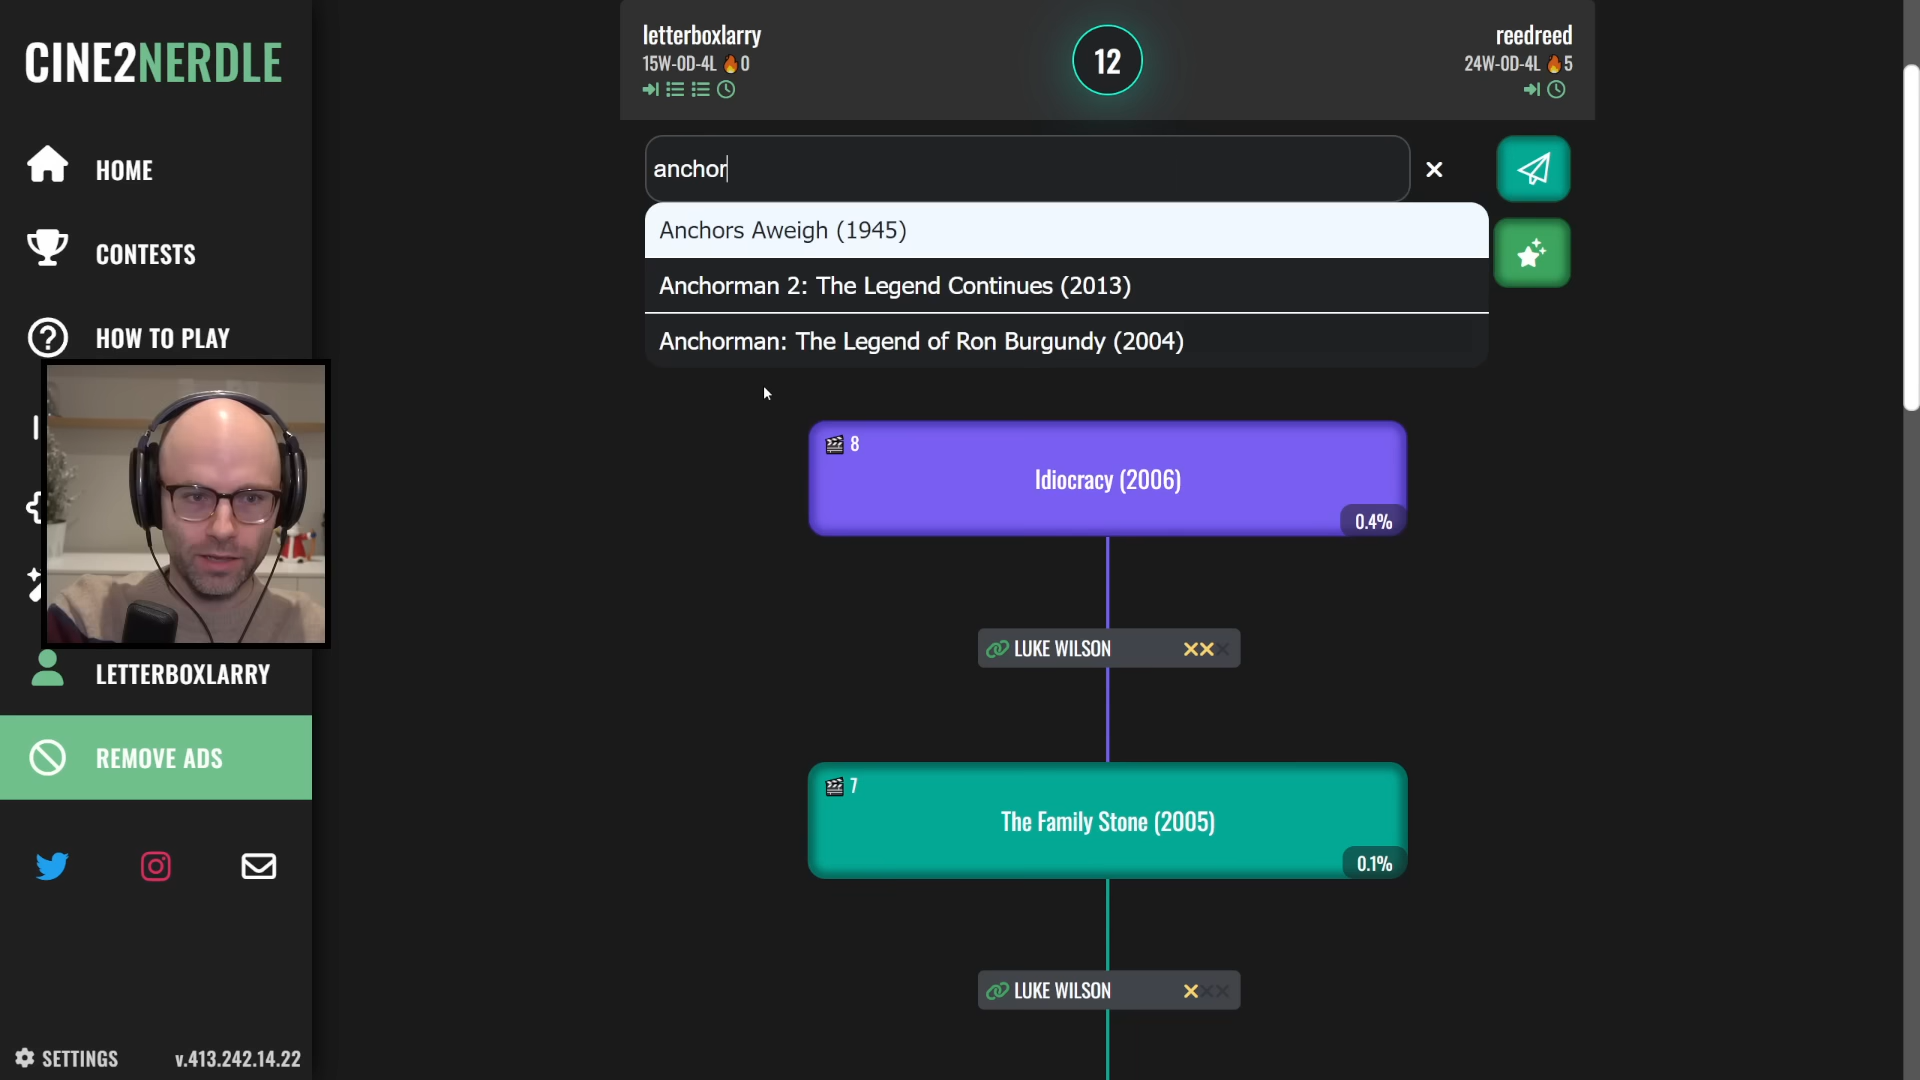 CINE2NERDLE
HOME
CONTESTS
HOW TO PLAY
LETTERBOXLARRY
REMOVE ADS
SETTINGS
v.413.242.14.22
letterboxlarry
15W-0D-4L 🔥0
12
reedreed
24W-0D-4L 🔥5
anchor
Anchors Aweigh (1945)
Anchorman 2: The Legend Continues (2013)
Anchorman: The Legend of Ron Burgundy (2004)
8
Idiocracy (2006)
0.4%
LUKE WILSON
7
The Family Stone (2005)
0.1%
LUKE WILSON